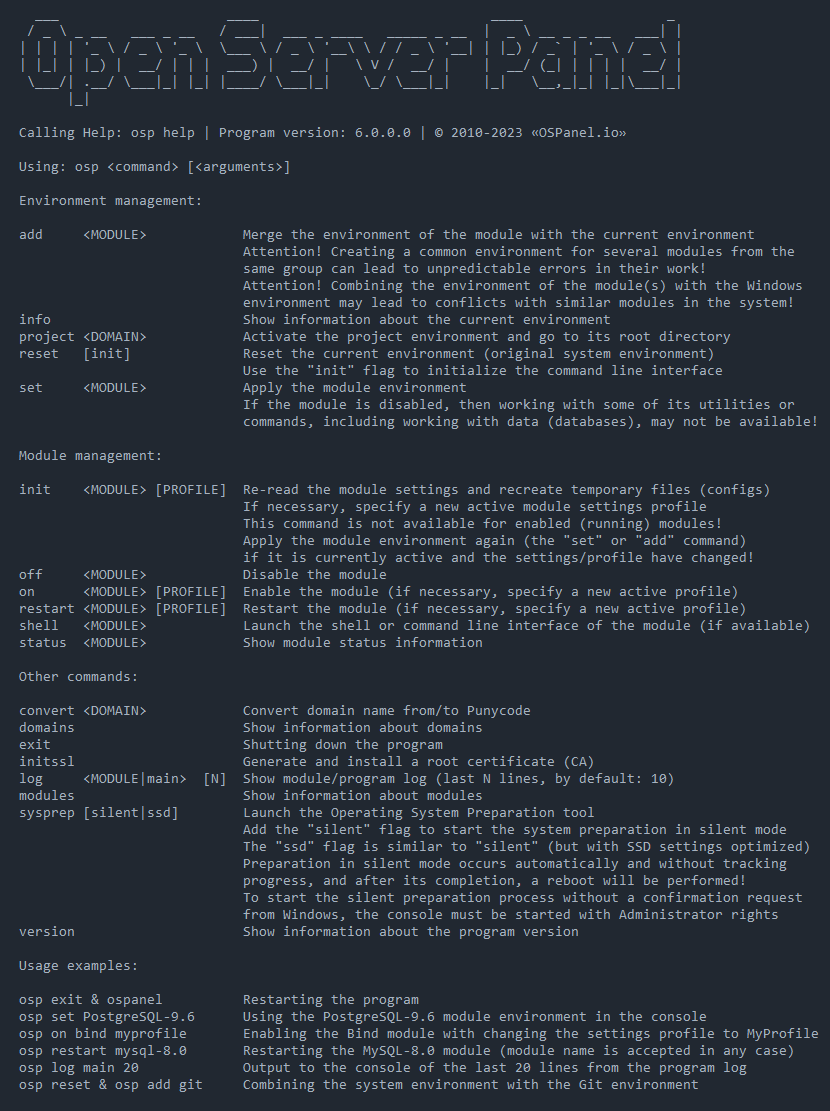 Open Server Panel
Calling Help: osp help | Program version: 6.0.0.0 | © 2010-2023 «OSPanel.io»
Using: osp <command> [<arguments>]
Environment management:
add     <MODULE>            Merge the environment of the module with the current environment
                            Attention! Creating a common environment for several modules from the
                            same group can lead to unpredictable errors in their work!
                            Attention! Combining the environment of the module(s) with the Windows
                            environment may lead to conflicts with similar modules in the system!
info                        Show information about the current environment
project <DOMAIN>            Activate the project environment and go to its root directory
reset   [init]              Reset the current environment (original system environment)
                            Use the "init" flag to initialize the command line interface
set     <MODULE>            Apply the module environment
                            If the module is disabled, then working with some of its utilities or
                            commands, including working with data (databases), may not be available!
Module management:
init    <MODULE> [PROFILE]  Re-read the module settings and recreate temporary files (configs)
                            If necessary, specify a new active module settings profile
                            This command is not available for enabled (running) modules!
                            Apply the module environment again (the "set" or "add" command)
                            if it is currently active and the settings/profile have changed!
off     <MODULE>            Disable the module
on      <MODULE> [PROFILE]  Enable the module (if necessary, specify a new active profile)
restart <MODULE> [PROFILE]  Restart the module (if necessary, specify a new active profile)
shell   <MODULE>            Launch the shell or command line interface of the module (if available)
status  <MODULE>            Show module status information
Other commands:
convert <DOMAIN>            Convert domain name from/to Punycode
domains                     Show information about domains
exit                        Shutting down the program
initssl                     Generate and install a root certificate (CA)
log     <MODULE|main>  [N]  Show module/program log (last N lines, by default: 10)
modules                     Show information about modules
sysprep [silent|ssd]        Launch the Operating System Preparation tool
                            Add the "silent" flag to start the system preparation in silent mode
                            The "ssd" flag is similar to "silent" (but with SSD settings optimized)
                            Preparation in silent mode occurs automatically and without tracking
                            progress, and after its completion, a reboot will be performed!
                            To start the silent preparation process without a confirmation request
                            from Windows, the console must be started with Administrator rights
version                     Show information about the program version
Usage examples:
osp exit & ospanel          Restarting the program
osp set PostgreSQL-9.6      Using the PostgreSQL-9.6 module environment in the console
osp on bind myprofile       Enabling the Bind module with changing the settings profile to MyProfile
osp restart mysql-8.0       Restarting the MySQL-8.0 module (module name is accepted in any case)
osp log main 20             Output to the console of the last 20 lines from the program log
osp reset & osp add git     Combining the system environment with the Git environment